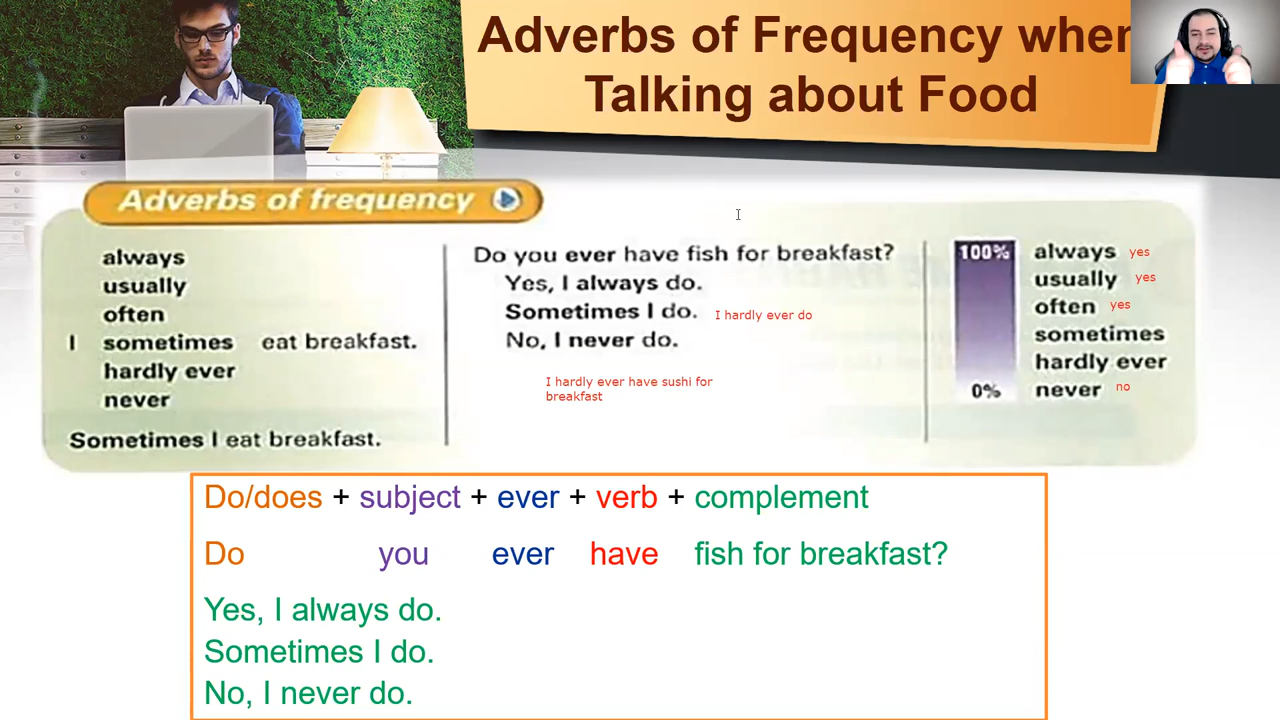 Adverbs of Frequency when
Talking about Food
Adverbs of frequency
always
usually
often
I sometimes eat breakfast.
hardly ever
never
Sometimes I eat breakfast.
Do you ever have fish for breakfast?
Yes, I always do.
Sometimes I do. I hardly ever do
No, I never do.
I hardly ever have sushi for
breakfast
100% always yes
usually yes
often yes
sometimes
hardly ever
0% never no
Do/does + subject + ever + verb + complement
Do you ever have fish for breakfast?
Yes, I always do.
Sometimes I do.
No, I never do.